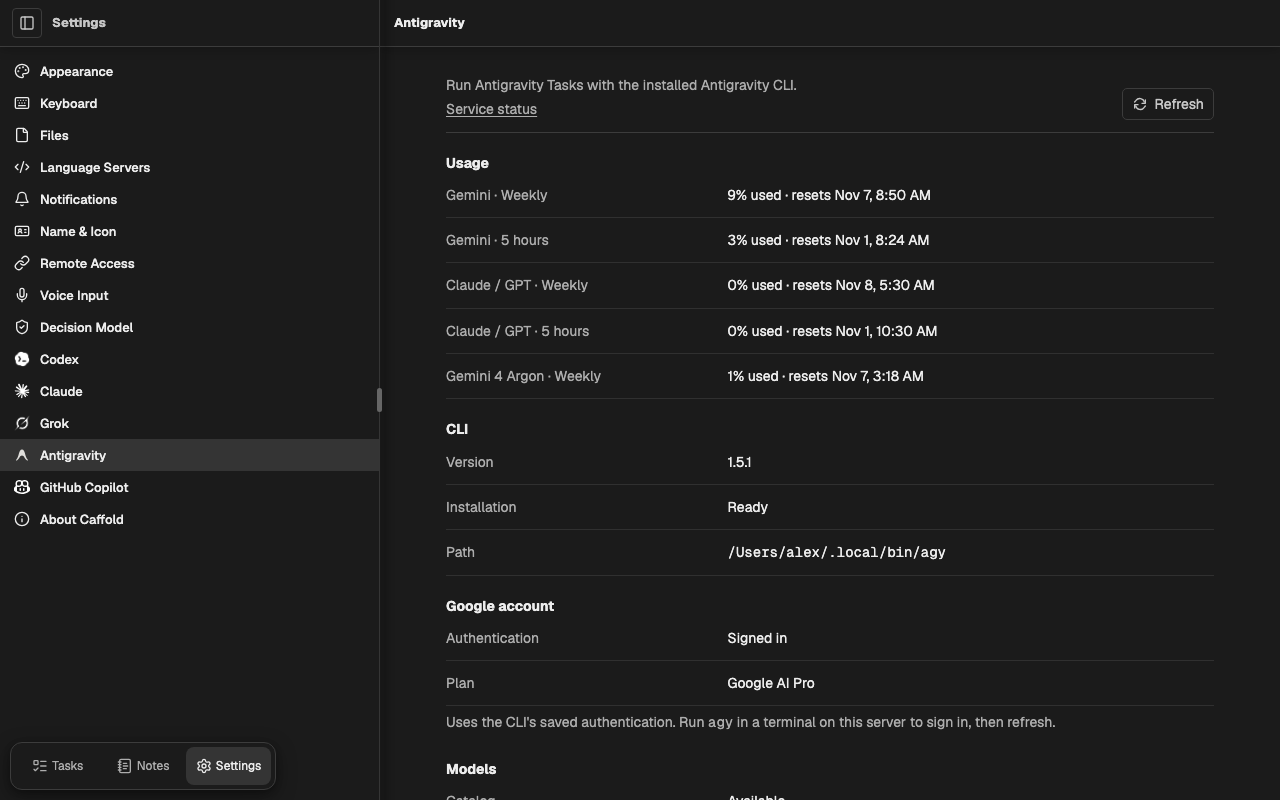 Settings
Antigravity
Appearance
Keyboard
Files
Language Servers
Notifications
Name & Icon
Remote Access
Voice Input
Decision Model
Codex
Claude
Grok
Antigravity
GitHub Copilot
About Caffold
Tasks
Notes
Settings
Run Antigravity Tasks with the installed Antigravity CLI.
Service status
Refresh
Usage
Gemini · Weekly 9% used · resets Nov 7, 8:50 AM
Gemini · 5 hours 3% used · resets Nov 1, 8:24 AM
Claude / GPT · Weekly 0% used · resets Nov 8, 5:30 AM
Claude / GPT · 5 hours 0% used · resets Nov 1, 10:30 AM
Gemini 4 Argon · Weekly 1% used · resets Nov 7, 3:18 AM
CLI
Version 1.5.1
Installation Ready
Path /Users/alex/.local/bin/agy
Google account
Authentication Signed in
Plan Google AI Pro
Uses the CLI's saved authentication. Run agy in a terminal on this server to sign in, then refresh.
Models
Catalog Available